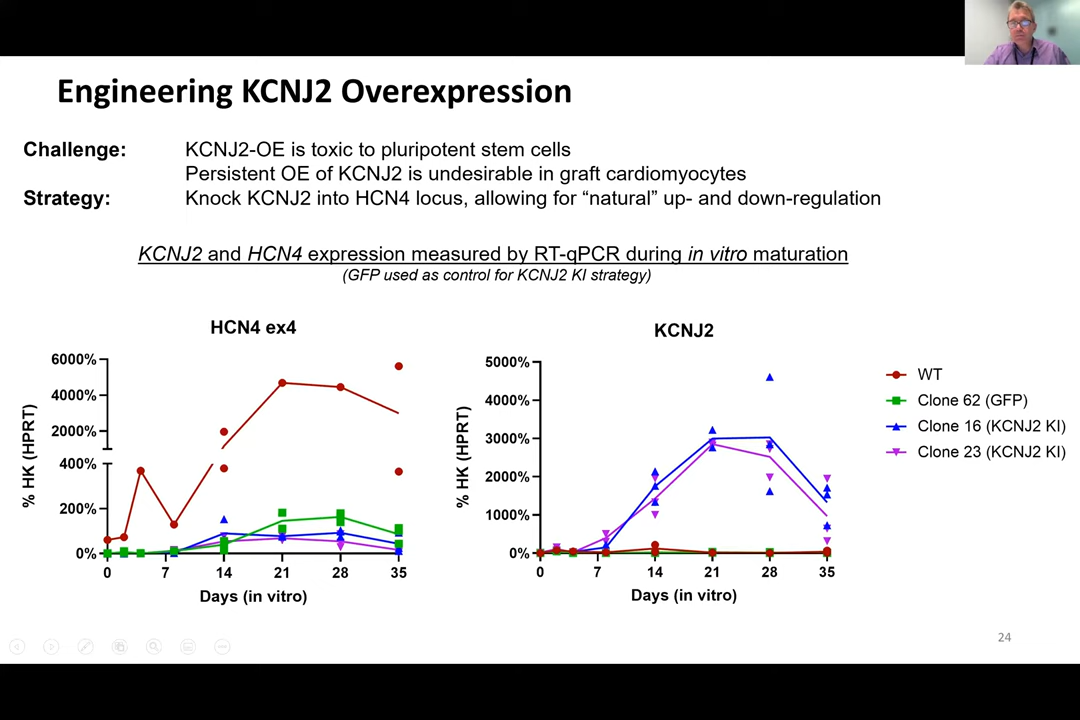 Engineering KCNJ2 Overexpression
Challenge: KCNJ2-OE is toxic to pluripotent stem cells
Persistent OE of KCNJ2 is undesirable in graft cardiomyocytes
Strategy: Knock KCNJ2 into HCN4 locus, allowing for “natural” up- and down-regulation
KCNJ2 and HCN4 expression measured by RT-qPCR during in vitro maturation
(GFP used as control for KCNJ2 KI strategy)
HCN4 ex4
% HK (HPRT)
6000%
4000%
2000%
400%
200%
0%
0 7 14 21 28 35
Days (in vitro)
KCNJ2
% HK (HPRT)
5000%
4000%
3000%
2000%
1000%
0%
0 7 14 21 28 35
Days (in vitro)
WT
Clone 62 (GFP)
Clone 16 (KCNJ2 KI)
Clone 23 (KCNJ2 KI)
24